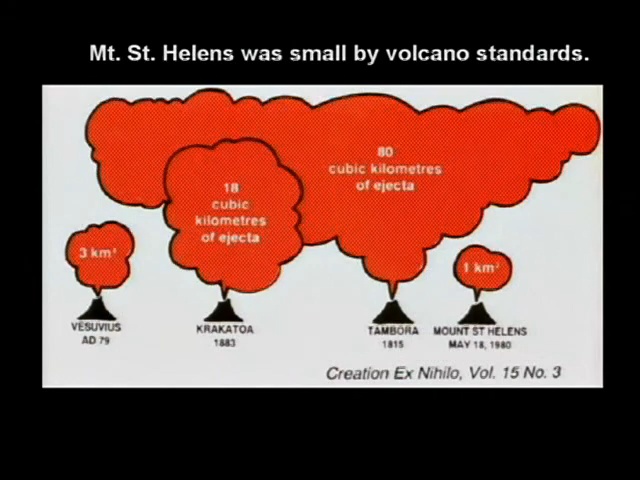 Mt. St. Helens was small by volcano standards.
80
cubic kilometres
of ejecta
18
cubic
kilometres
of ejecta
3 km³
1 km³
VESUVIUS
AD 79
KRAKATOA
1883
TAMBORA
1815
MOUNT ST HELENS
MAY 18, 1980
Creation Ex Nihilo, Vol. 15 No. 3